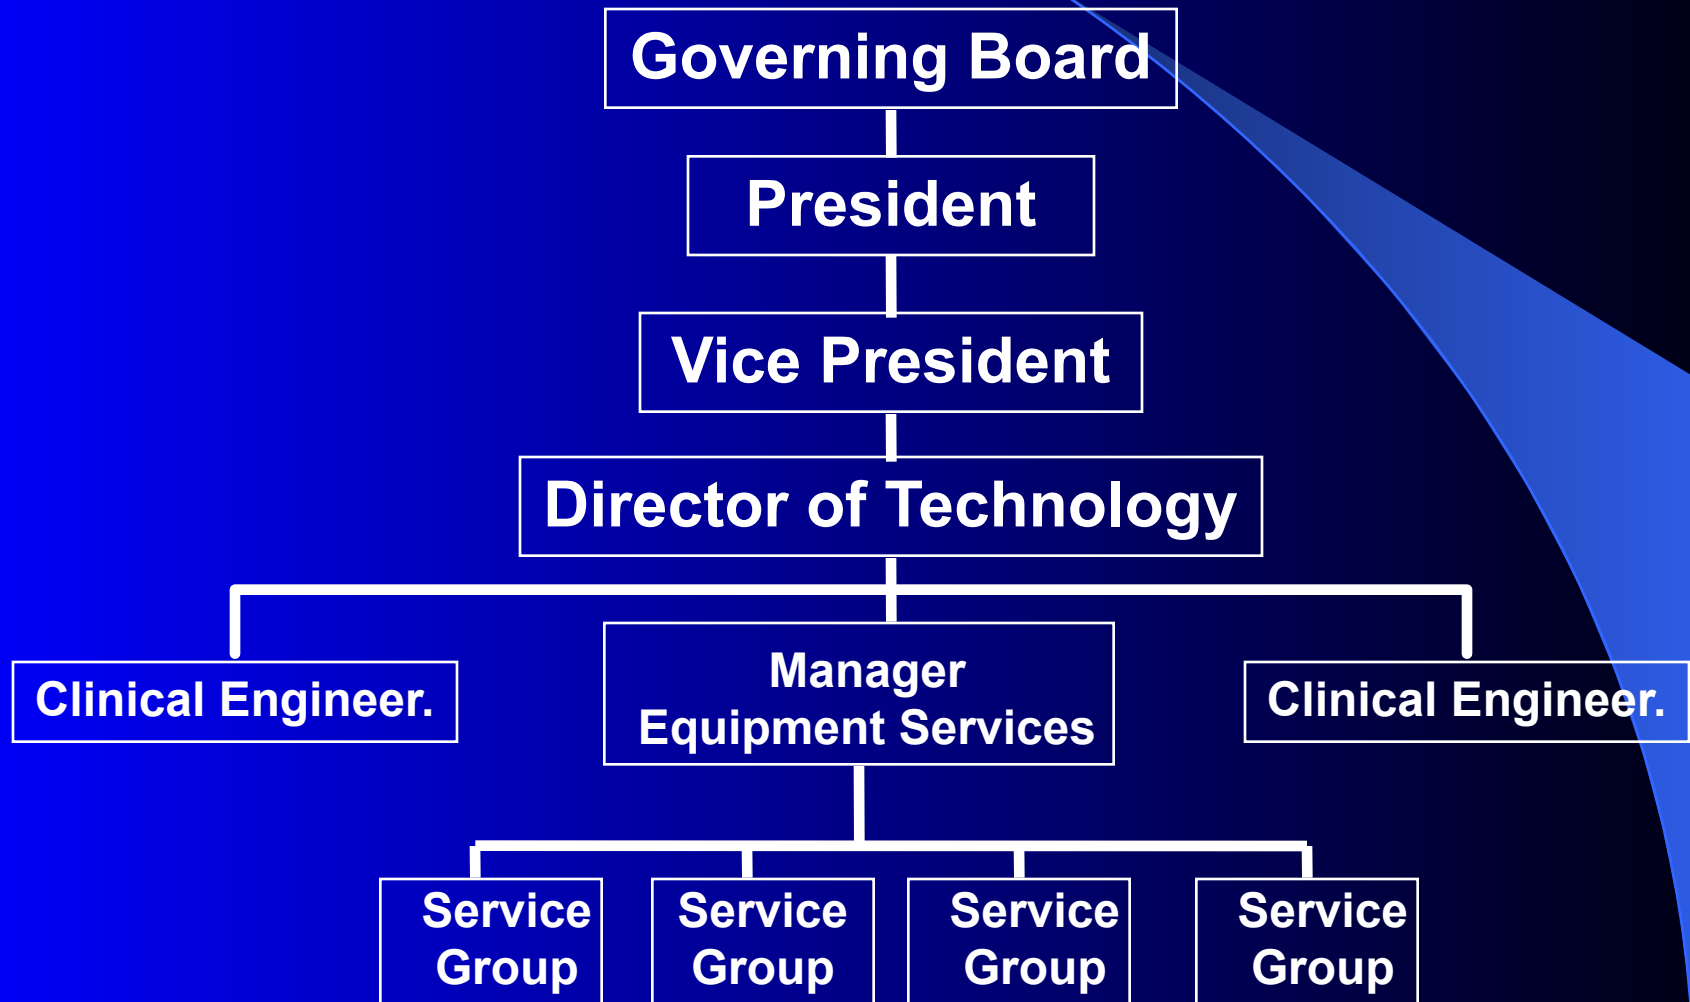 Governing Board
President
Vice President
Director of Technology
Clinical Engineer.
Manager
Equipment Services
Clinical Engineer.
Service
Group
Service
Group
Service
Group
Service
Group